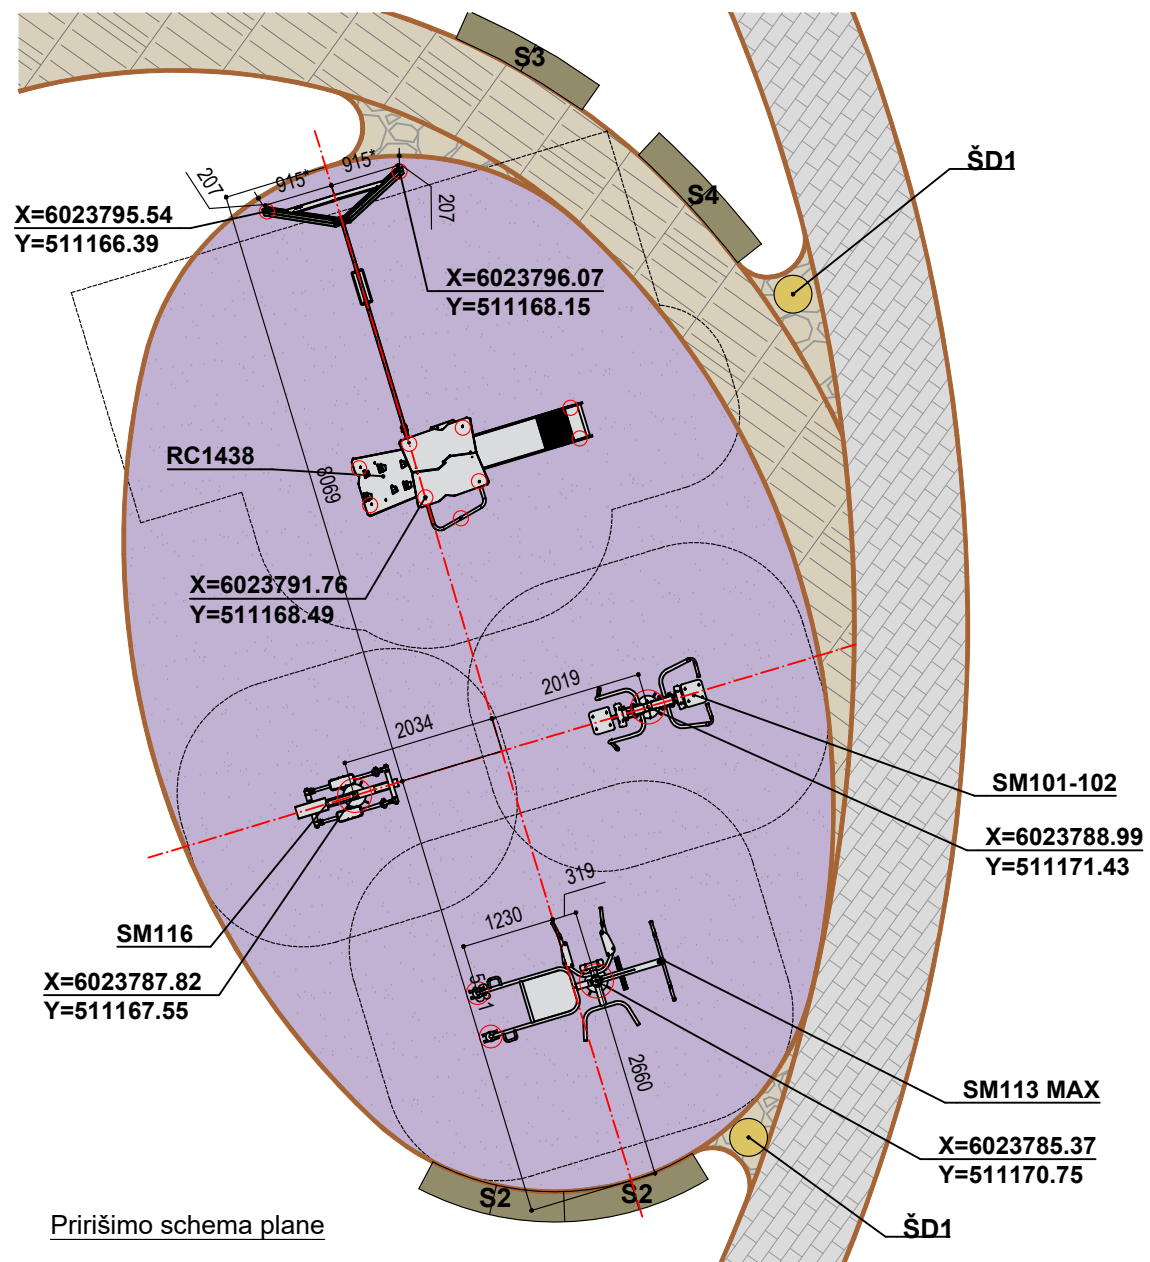 S3
ŠD1
S4
915*
915*
207
207
X=6023795.54
Y=511166.39
X=6023796.07
Y=511168.15
RC1438
8069
X=6023791.76
Y=511168.49
2019
2034
SM101-102
X=6023788.99
Y=511171.43
319
1230
SM116
X=6023787.82
Y=511167.55
2660
SM113 MAX
X=6023785.37
Y=511170.75
S2
S2
ŠD1
Pririšimo schema plane